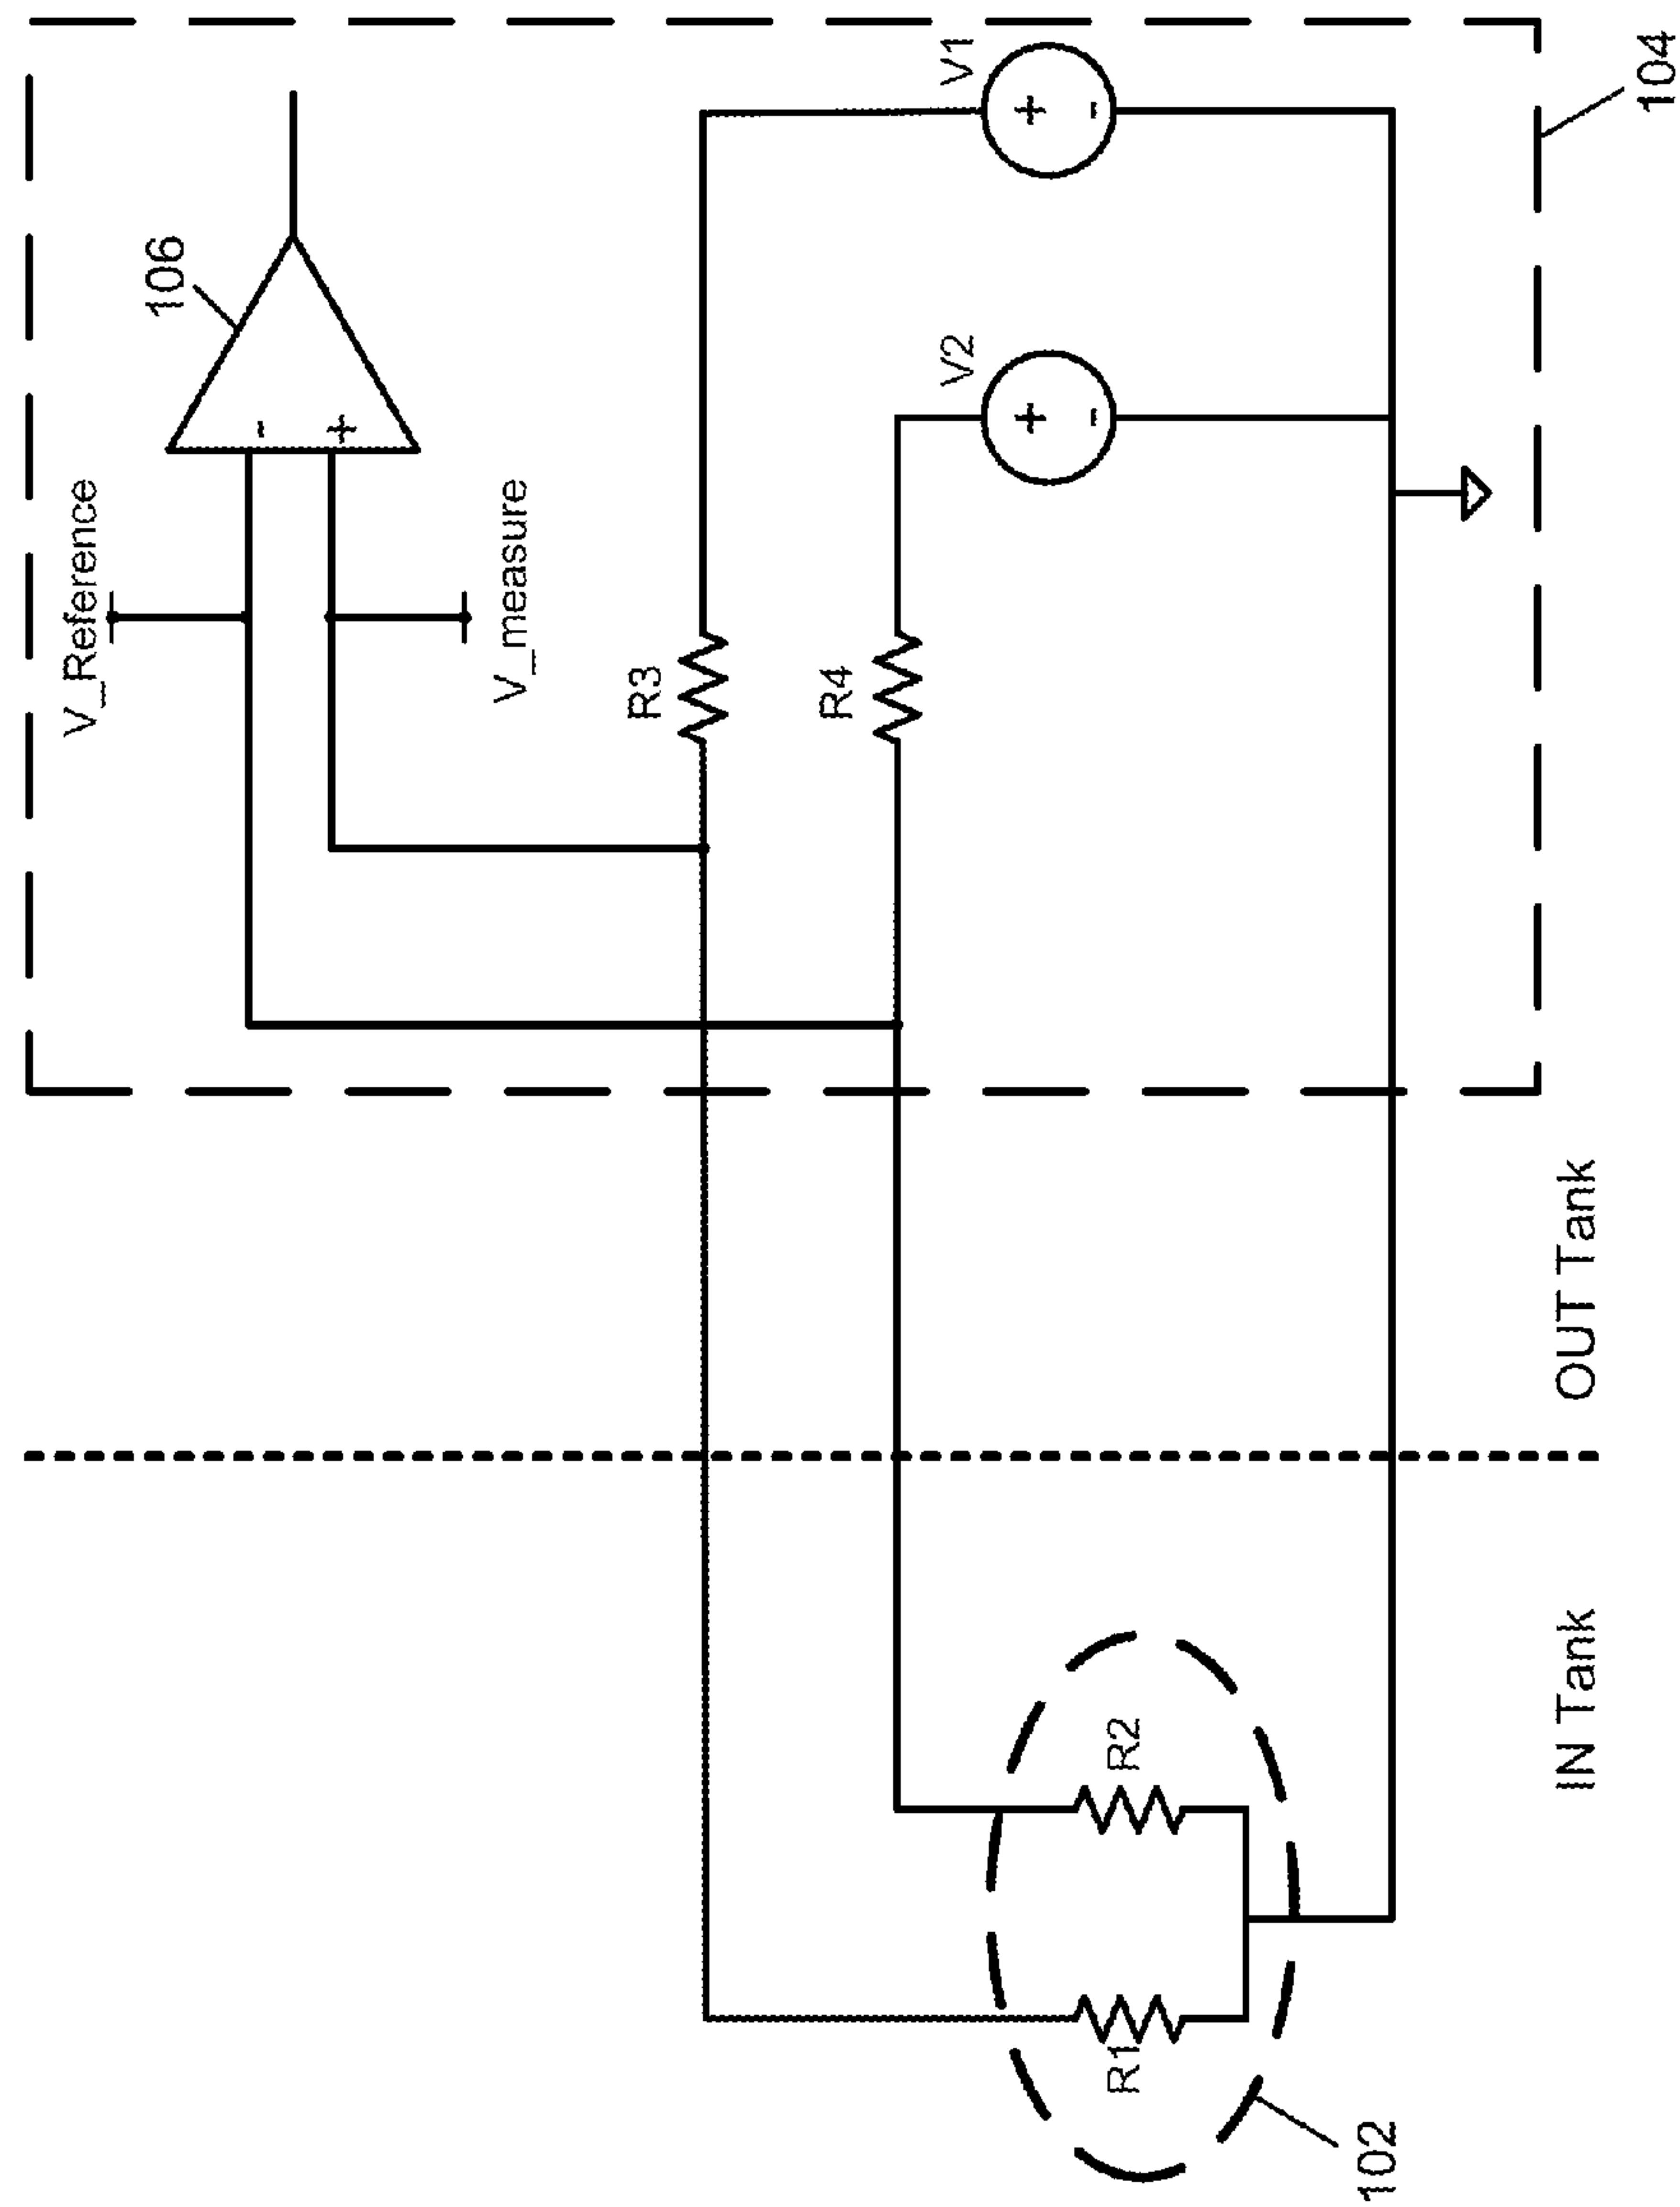 V_Reference
106
-
+
V_measure
R3
R4
V2
+
-
V1
+
-
R1
R2
102
IN Tank
OUT Tank
104